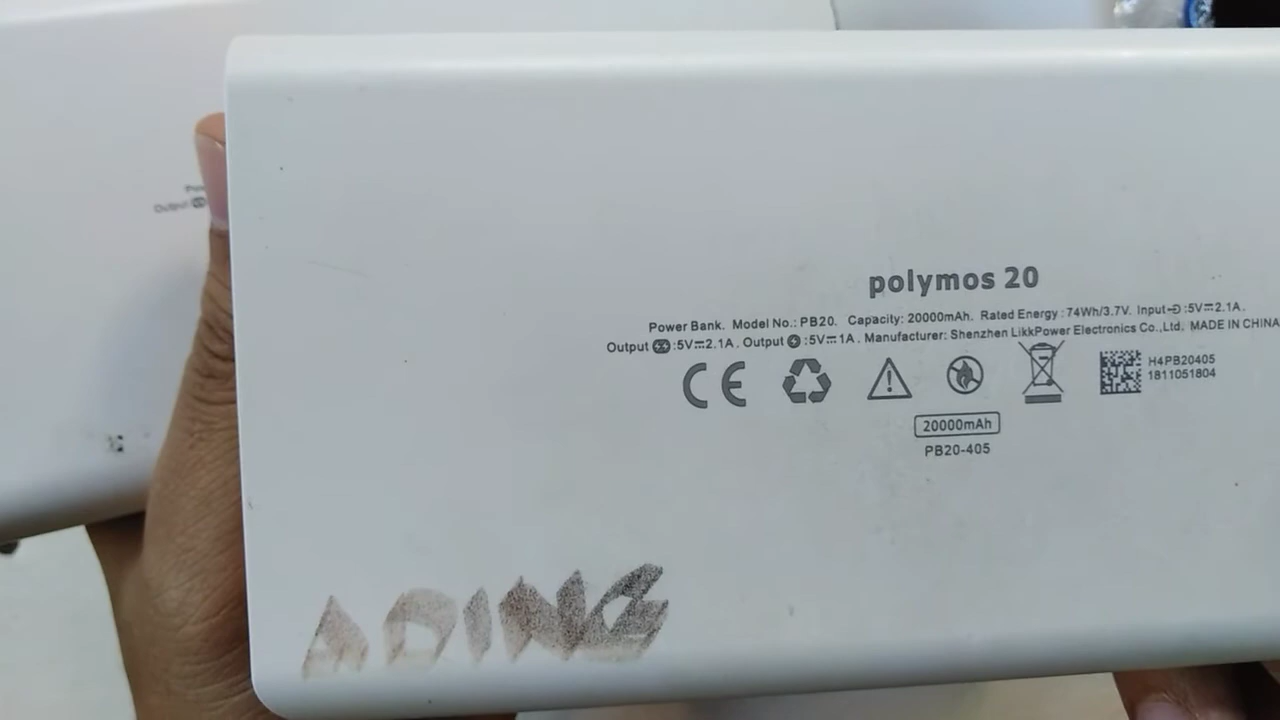 polymos 20
Power Bank. Model No.: PB20. Capacity: 20000mAh. Rated Energy : 74Wh/3.7V. Input :5V⎓2.1A.
Output :5V⎓2.1A. Output :5V⎓1A. Manufacturer: Shenzhen LikkPower Electronics Co.,Ltd. MADE IN CHINA
CE
H4PB20405
1811051804
20000mAh
PB20-405
ADING
Output